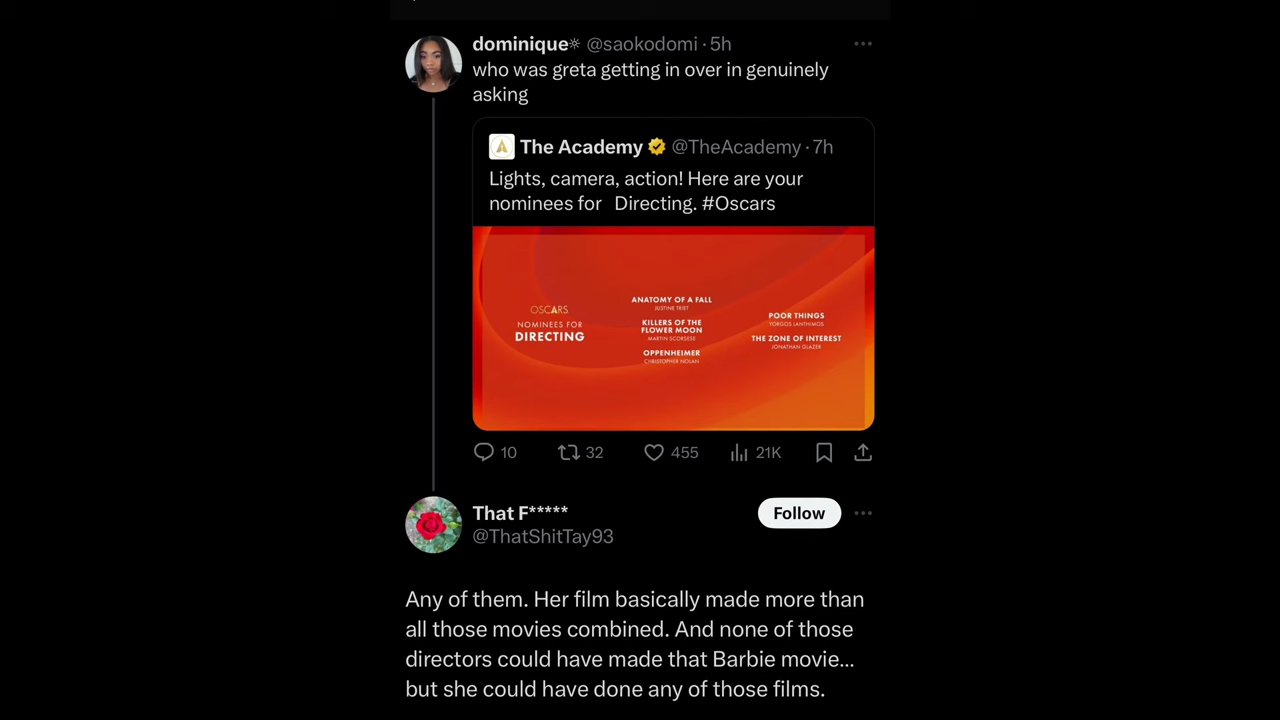 dominique☼ @saokodomi · 5h
who was greta getting in over in genuinely
asking
The Academy @TheAcademy · 7h
Lights, camera, action! Here are your
nominees for Directing. #Oscars
OSCARS
NOMINEES FOR
DIRECTING
ANATOMY OF A FALL
JUSTINE TRIET
KILLERS OF THE
FLOWER MOON
MARTIN SCORSESE
OPPENHEIMER
CHRISTOPHER NOLAN
POOR THINGS
YORGOS LANTHIMOS
THE ZONE OF INTEREST
JONATHAN GLAZER
10 32 455 21K
That F*****
Follow
@ThatShitTay93
Any of them. Her film basically made more than
all those movies combined. And none of those
directors could have made that Barbie movie...
but she could have done any of those films.